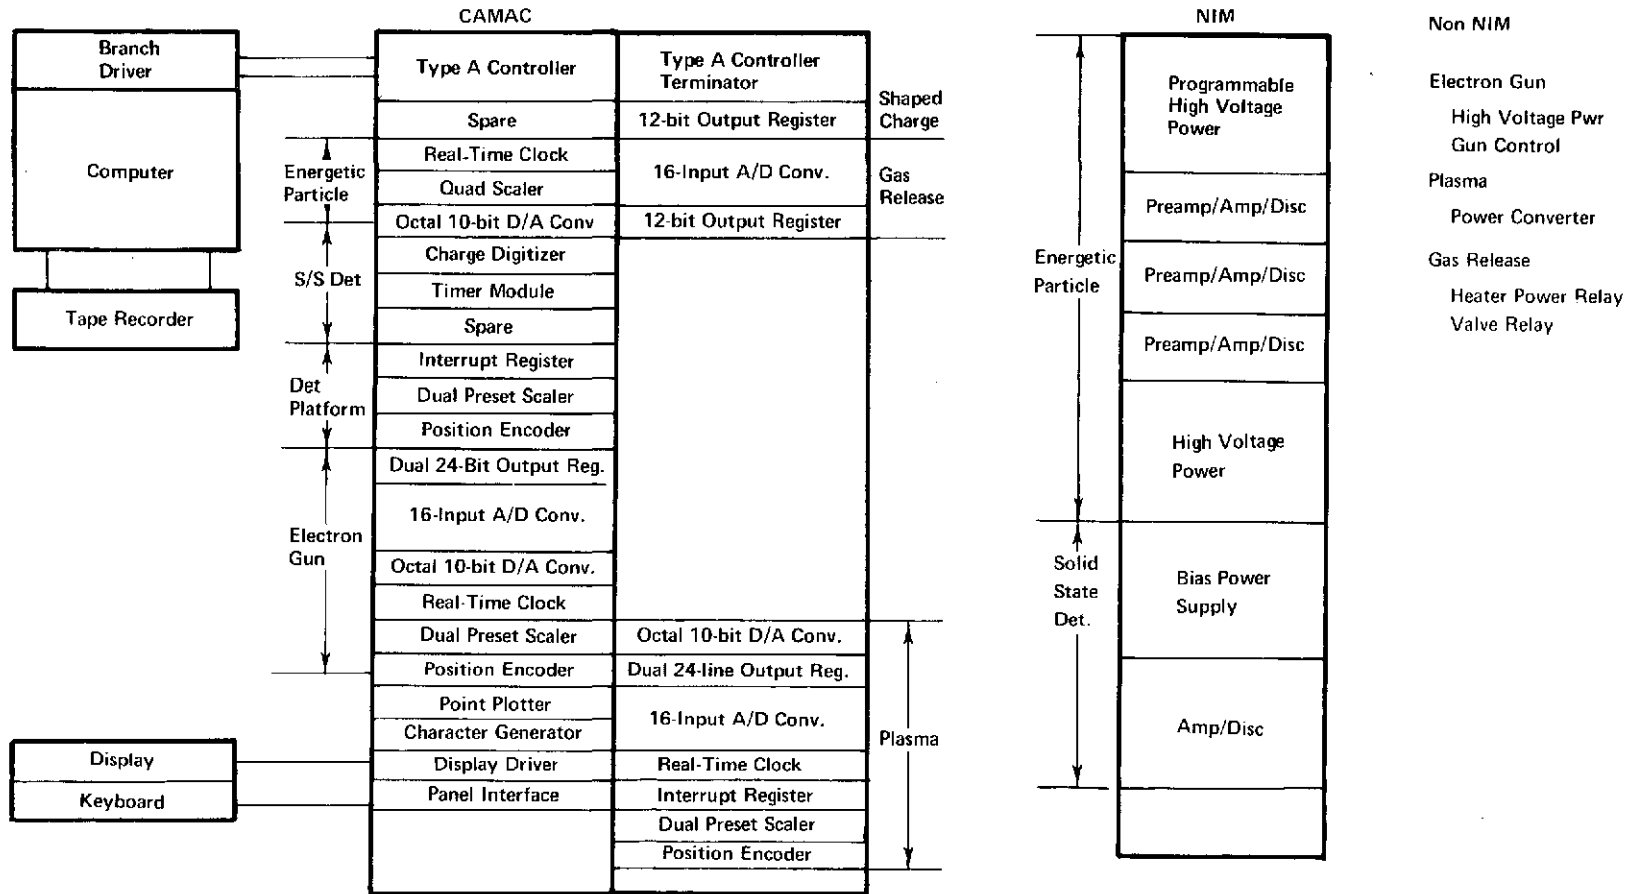 CAMAC
Branch
Driver
Computer
Tape Recorder
Display
Keyboard
Energetic
Particle
S/S Det
Det
Platform
Electron
Gun
Type A Controller
Spare
Real-Time Clock
Quad Scaler
Octal 10-bit D/A Conv
Charge Digitizer
Timer Module
Spare
Interrupt Register
Dual Preset Scaler
Position Encoder
Dual 24-Bit Output Reg.
16-Input A/D Conv.
Octal 10-bit D/A Conv.
Real-Time Clock
Dual Preset Scaler
Position Encoder
Point Plotter
Character Generator
Display Driver
Panel Interface
Type A Controller
Terminator
12-bit Output Register
16-Input A/D Conv.
12-bit Output Register
Octal 10-bit D/A Conv.
Dual 24-line Output Reg.
16-Input A/D Conv.
Real-Time Clock
Interrupt Register
Dual Preset Scaler
Position Encoder
Shaped
Charge
Gas
Release
Plasma
NIM
Energetic
Particle
Solid
State
Det.
Programmable
High Voltage
Power
Preamp/Amp/Disc
Preamp/Amp/Disc
Preamp/Amp/Disc
High Voltage
Power
Bias Power
Supply
Amp/Disc
Non NIM
Electron Gun
High Voltage Pwr
Gun Control
Plasma
Power Converter
Gas Release
Heater Power Relay
Valve Relay